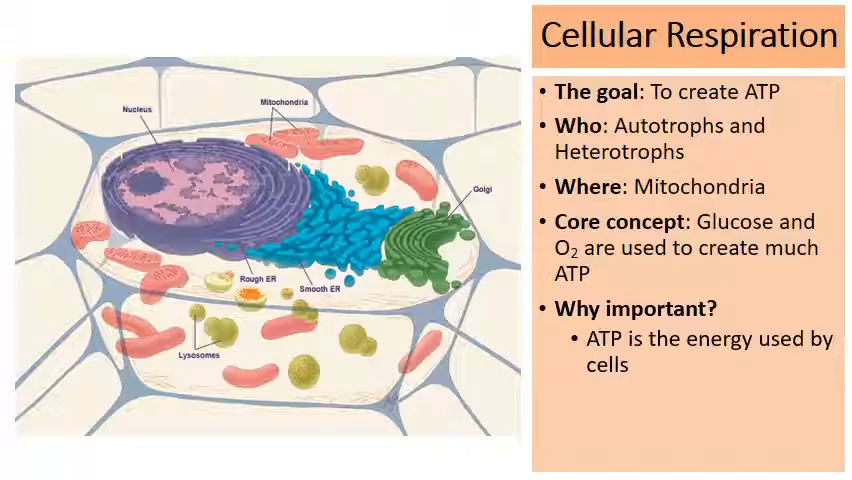 Cellular Respiration
Nucleus
Mitochondria
Golgi
Rough ER
Smooth ER
Lysosomes
• The goal: To create ATP
• Who: Autotrophs and
Heterotrophs
• Where: Mitochondria
• Core concept: Glucose and
O₂ are used to create much
ATP
• Why important?
• ATP is the energy used by
cells